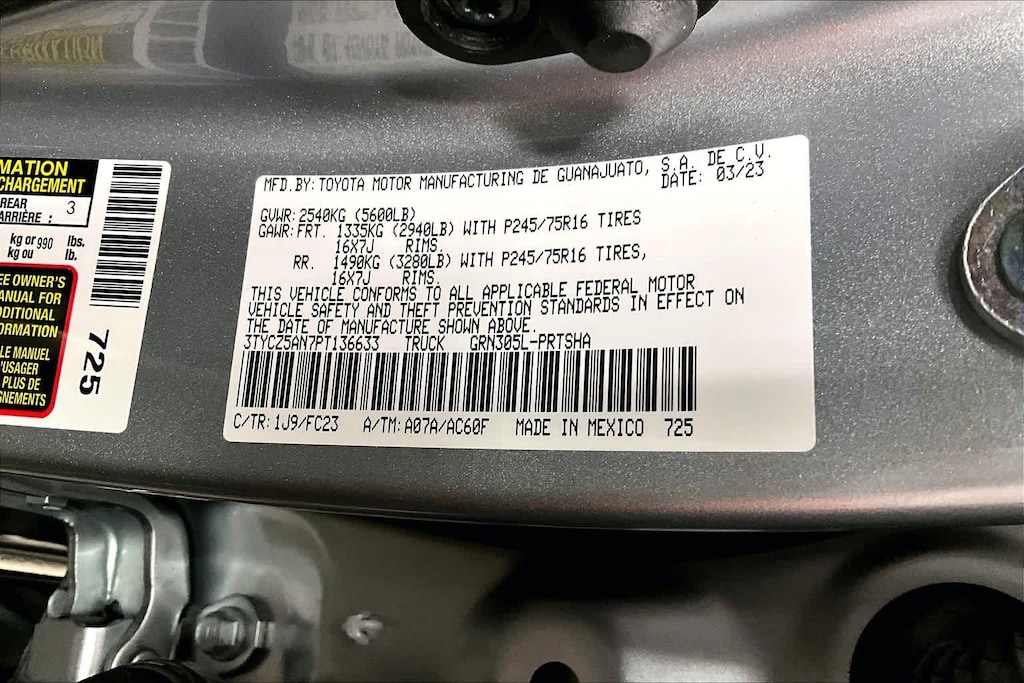 MATION
CHARGEMENT
REAR
ARRIÈRE : 3
kg or 990 lbs.
kg ou lb.
EE OWNER'S
ANUAL FOR
DDITIONAL
FORMATION
LE MANUEL
'USAGER
PLUS DE
GNEMENTS
725
MFD.BY: TOYOTA MOTOR MANUFACTURING DE GUANAJUATO, S.A. DE C.V.
DATE: 03/23
GVWR: 2540KG (5600LB)
GAWR: FRT. 1335KG (2940LB) WITH P245/75R16 TIRES
16X7J RIMS.
RR. 1490KG (3280LB) WITH P245/75R16 TIRES,
16X7J RIMS.
THIS VEHICLE CONFORMS TO ALL APPLICABLE FEDERAL MOTOR
VEHICLE SAFETY AND THEFT PREVENTION STANDARDS IN EFFECT ON
THE DATE OF MANUFACTURE SHOWN ABOVE.
3TYCZ5AN7PT136633 TRUCK GRN305L-PRTSHA
C/TR: 1J9/FC23 A/TM: A07A/AC60F MADE IN MEXICO 725